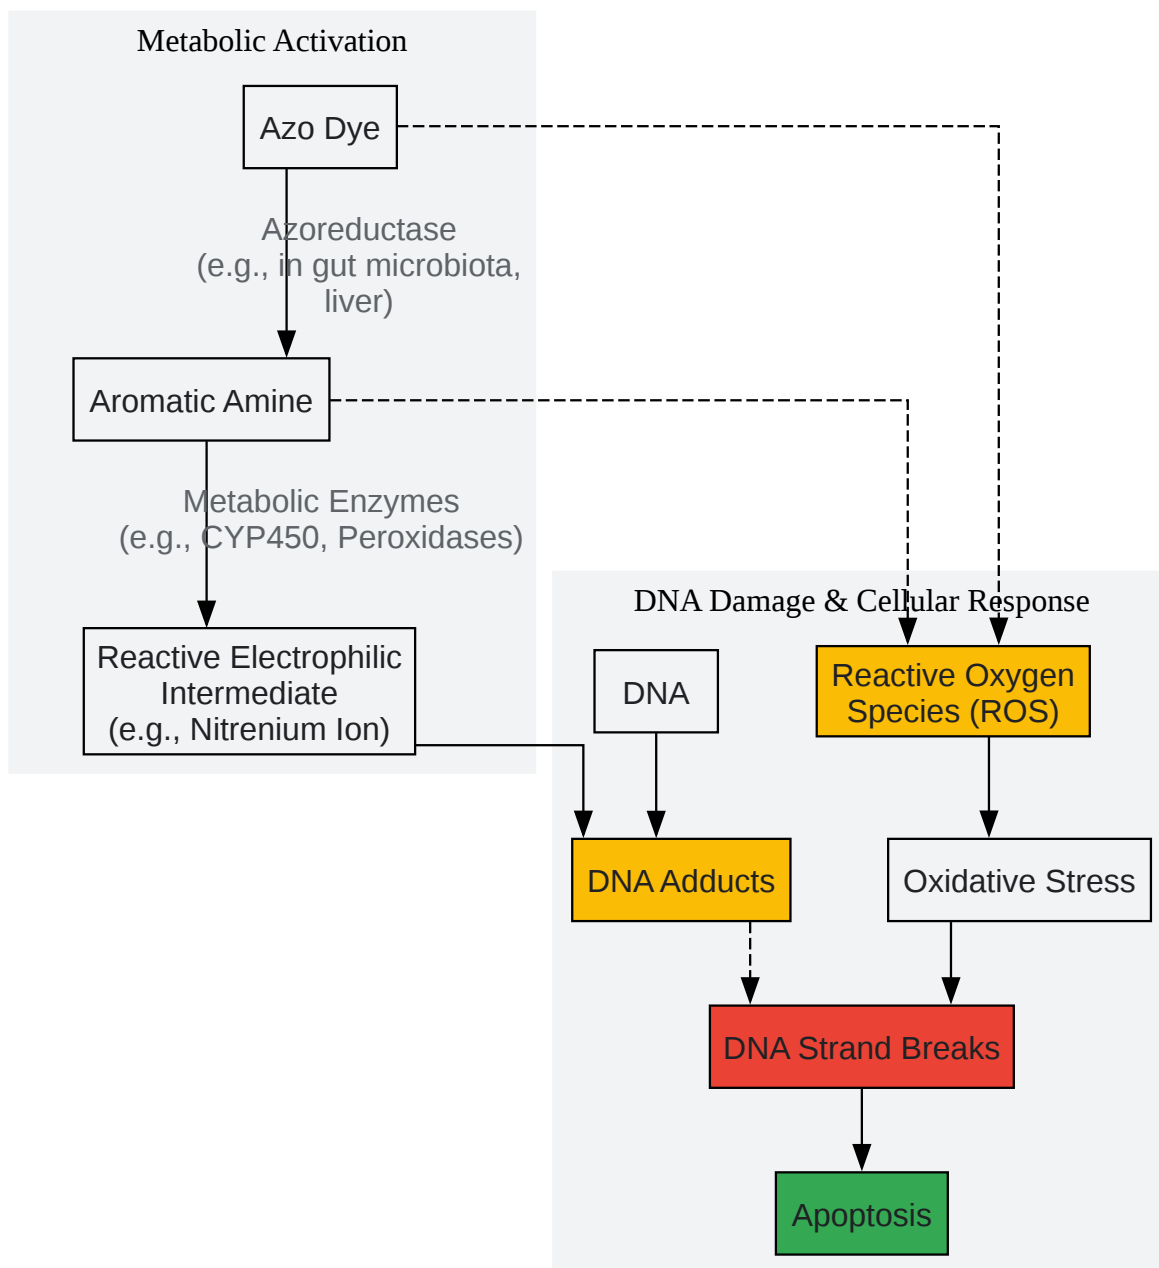 Metabolic Activation
Azo Dye
Azoreductase
(e.g., in gut microbiota,
liver)
Aromatic Amine
Metabolic Enzymes
(e.g., CYP450, Peroxidases)
Reactive Electrophilic
Intermediate
(e.g., Nitrenium Ion)
DNA Damage & Cellular Response
DNA
Reactive Oxygen
Species (ROS)
DNA Adducts
Oxidative Stress
DNA Strand Breaks
Apoptosis